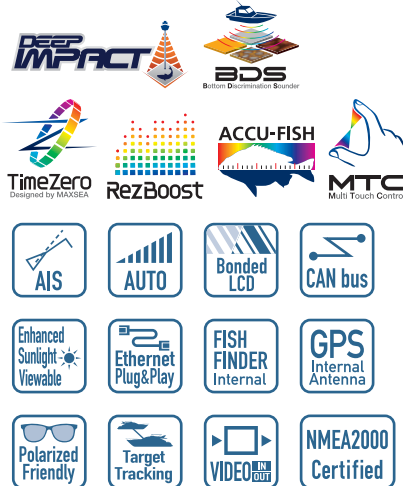 DEEP
IMPACT
BDS
Bottom Discrimination Sounder
TimeZero
Designed by MAXSEA
RezBoost
ACCU-FISH
MTC
Multi Touch Control
AIS
AUTO
Bonded
LCD
CAN bus
Enhanced
Sunlight
Viewable
Ethernet
Plug&Play
FISH
FINDER
Internal
GPS
Internal
Antenna
Polarized
Friendly
Target
Tracking
VIDEO IN
OUT
NMEA2000
Certified